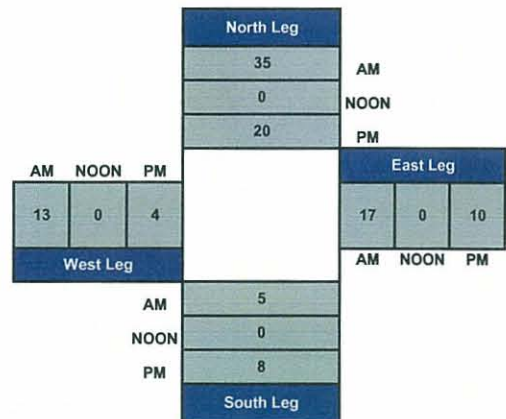 North Leg
35 AM
0 NOON
20 PM
AM NOON PM
East Leg
13 0 4
17 0 10
West Leg
AM NOON PM
AM 5
NOON 0
PM 8
South Leg